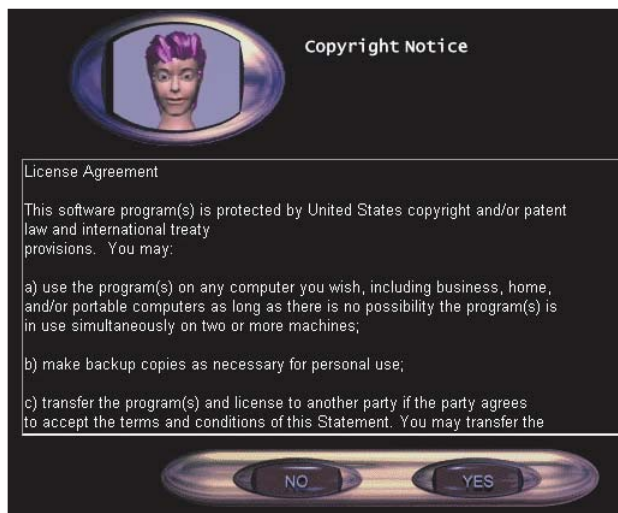 Copyright Notice
License Agreement
This software program(s) is protected by United States copyright and/or patent
law and international treaty
provisions. You may:
a) use the program(s) on any computer you wish, including business, home,
and/or portable computers as long as there is no possibility the program(s) is
in use simultaneously on two or more machines;
b) make backup copies as necessary for personal use;
c) transfer the program(s) and license to another party if the party agrees
to accept the terms and conditions of this Statement. You may transfer the
NO
YES